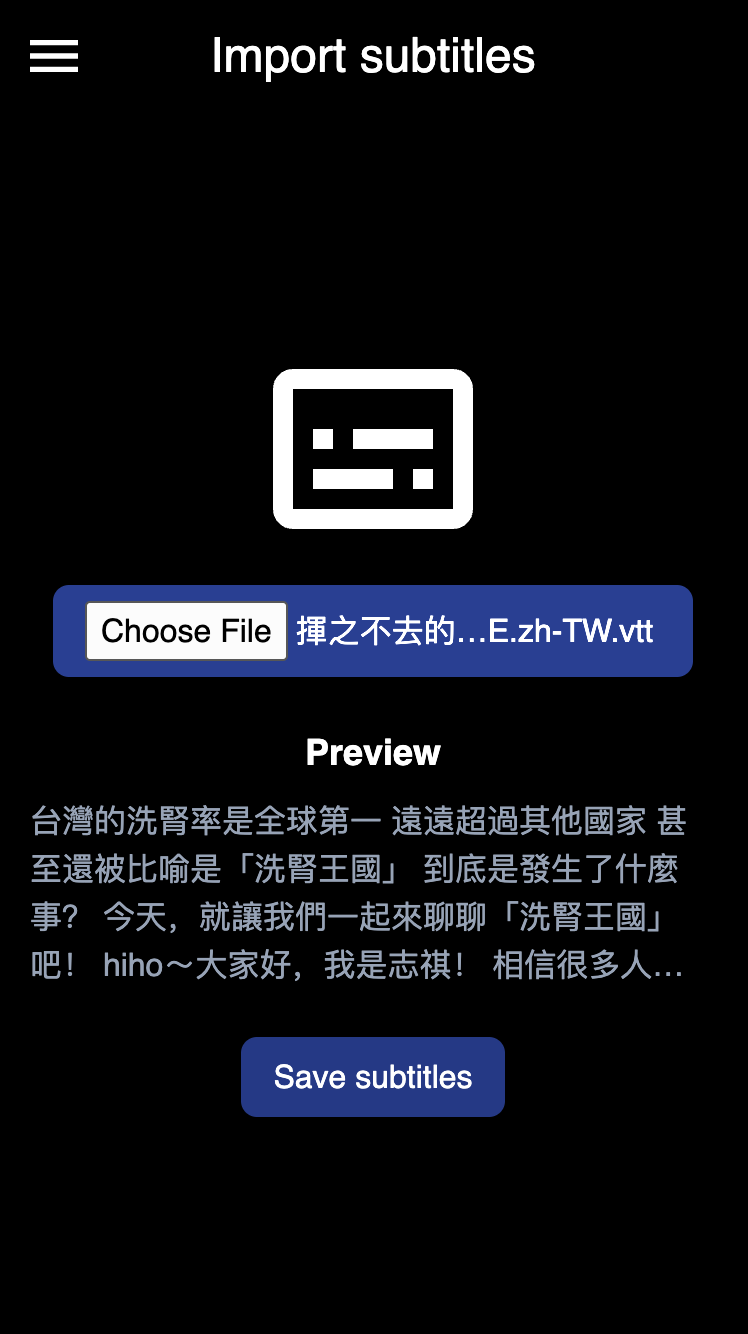 Import subtitles
Choose File 揮之不去的...E.zh-TW.vtt
Preview
台灣的洗腎率是全球第一 遠遠超過其他國家 甚
至還被比喻是「洗腎王國」 到底是發生了什麼
事? 今天，就讓我們一起來聊聊「洗腎王國」
吧! hiho～大家好，我是志祺! 相信很多人...
Save subtitles